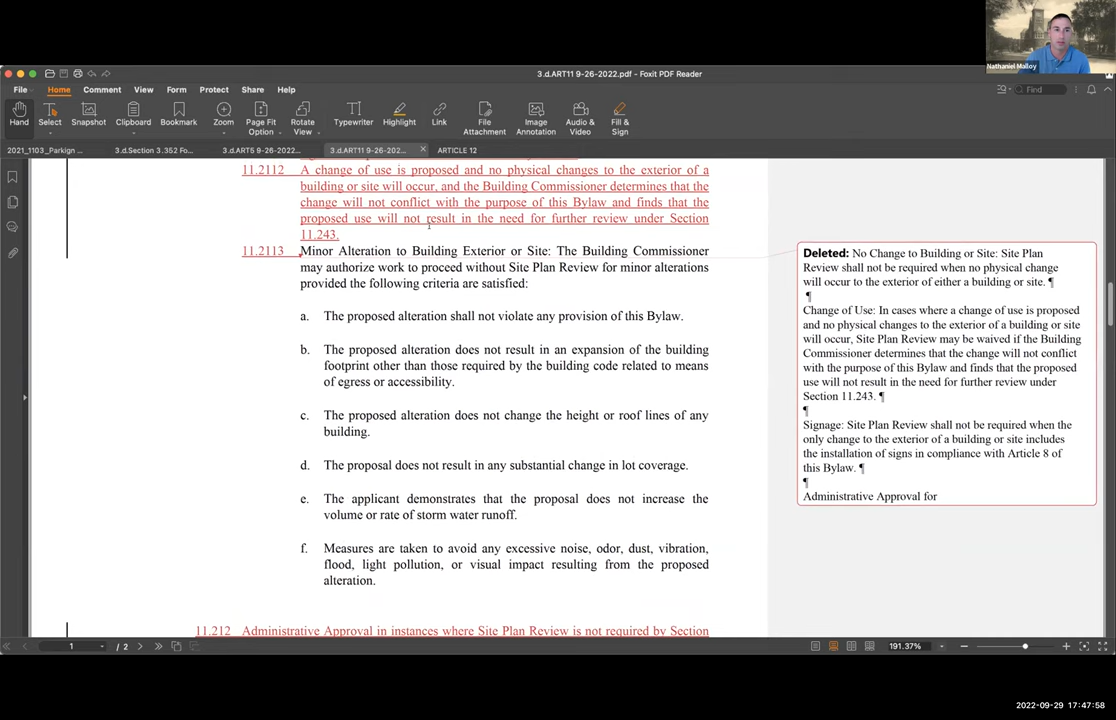 Nathaniel Malloy
3.d.ART11 9-26-2022.pdf - Foxit PDF Reader
File Home Comment View Form Protect Share Help
Find
Hand Select Snapshot Clipboard Bookmark Zoom Page Fit Option Rotate View Typewriter Highlight Link File Attachment Image Annotation Audio & Video Fill & Sign
2021_1103_Parkign ... 3.d.Section 3.352 Fo... 3.d.ART5 9-26-2022... 3.d.ART11 9-26-202... ARTICLE 12
11.2112 A change of use is proposed and no physical changes to the exterior of a
building or site will occur, and the Building Commissioner determines that the
change will not conflict with the purpose of this Bylaw and finds that the
proposed use will not result in the need for further review under Section
11.243.
11.2113 Minor Alteration to Building Exterior or Site: The Building Commissioner
may authorize work to proceed without Site Plan Review for minor alterations
provided the following criteria are satisfied:
a. The proposed alteration shall not violate any provision of this Bylaw.
b. The proposed alteration does not result in an expansion of the building
footprint other than those required by the building code related to means
of egress or accessibility.
c. The proposed alteration does not change the height or roof lines of any
building.
d. The proposal does not result in any substantial change in lot coverage.
e. The applicant demonstrates that the proposal does not increase the
volume or rate of storm water runoff.
f. Measures are taken to avoid any excessive noise, odor, dust, vibration,
flood, light pollution, or visual impact resulting from the proposed
alteration.
11.212 Administrative Approval in instances where Site Plan Review is not required by Section
Deleted: No Change to Building or Site: Site Plan
Review shall not be required when no physical change
will occur to the exterior of either a building or site. ¶
¶
Change of Use: In cases where a change of use is proposed
and no physical changes to the exterior of a building or site
will occur, Site Plan Review may be waived if the Building
Commissioner determines that the change will not conflict
with the purpose of this Bylaw and finds that the proposed
use will not result in the need for further review under
Section 11.243. ¶
¶
Signage: Site Plan Review shall not be required when the
only change to the exterior of a building or site includes
the installation of signs in compliance with Article 8 of
this Bylaw. ¶
¶
Administrative Approval for
1 / 2 191.37%
2022-09-29 17:47:58